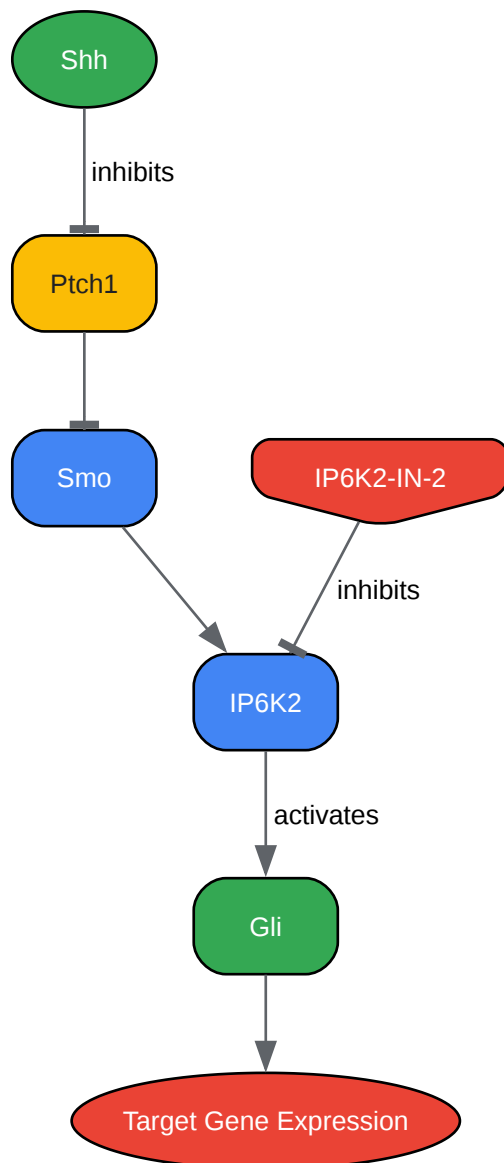 Shh
inhibits
Ptch1
Smo
IP6K2-IN-2
inhibits
IP6K2
activates
Gli
Target Gene Expression